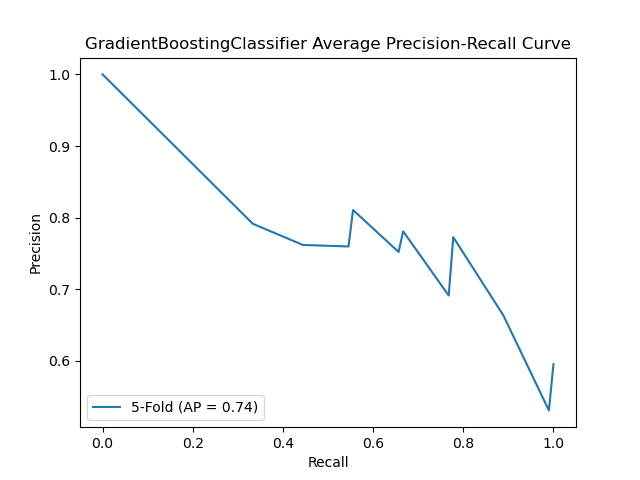 GradientBoostingClassifier Average Precision-Recall Curve
1.0
0.9
0.8
0.7
0.6
Precision
5-Fold (AP = 0.74)
0.0 0.2 0.4 0.6 0.8 1.0
Recall